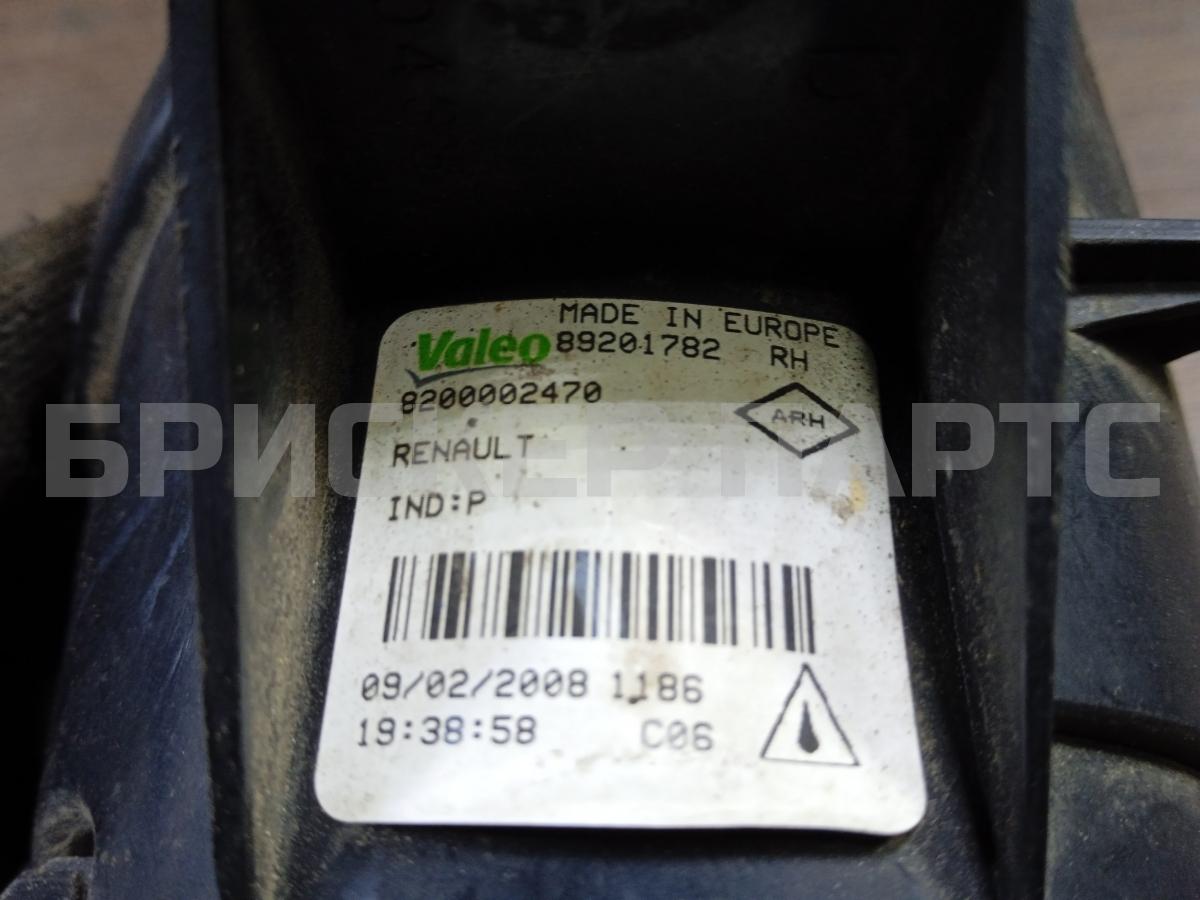 MADE IN EUROPE
Valeo 89201782 RH
8200002470
ARH
RENAULT
БРИСКЕР ПАРТС
IND:P
09/02/2008 1186
19:38:58 C06